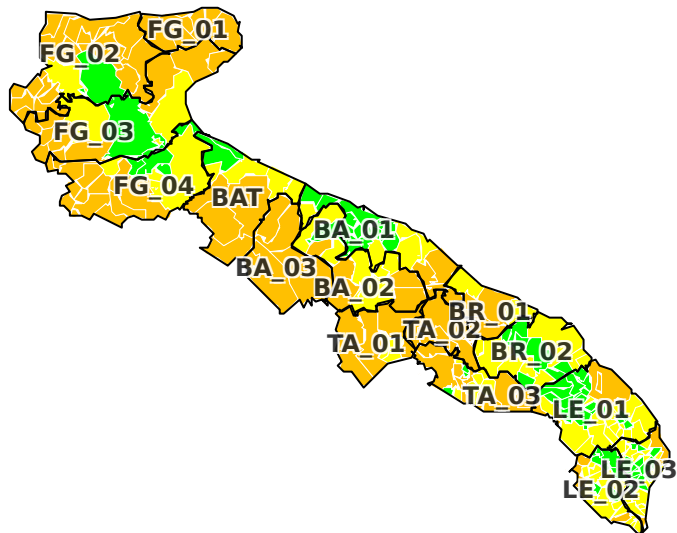 FG_01
FG_02
FG_03
FG_04
BAT
BA_01
BA_03
BA_02
BR_01
TA_02
TA_01
BR_02
TA_03
LE_01
LE_03
LE_02